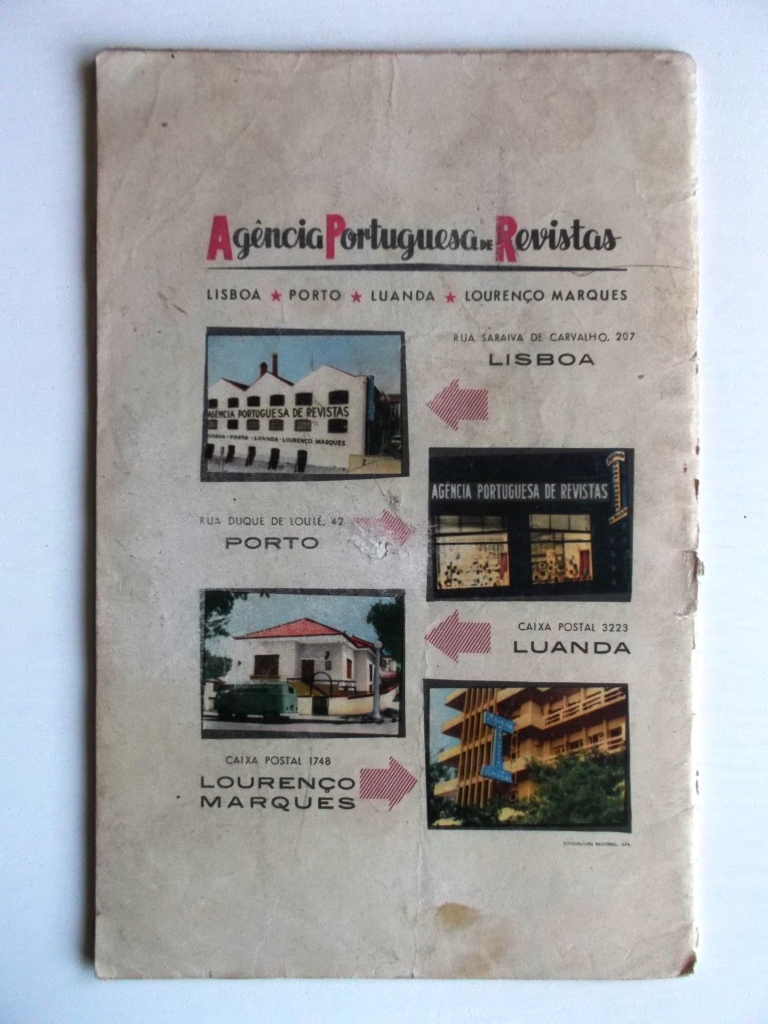 Agência Portuguesa DE Revistas
LISBOA ★ PORTO ★ LUANDA ★ LOURENÇO MARQUES
RUA SARAIVA DE CARVALHO, 207
LISBOA
AGÊNCIA PORTUGUESA DE REVISTAS
LISBOA - PORTO - LUANDA - LOURENÇO MARQUES
AGÊNCIA PORTUGUESA DE REVISTAS
RUA DUQUE DE LOULÉ, 42
PORTO
CAIXA POSTAL 3223
LUANDA
CAIXA POSTAL 1748
LOURENÇO
MARQUES